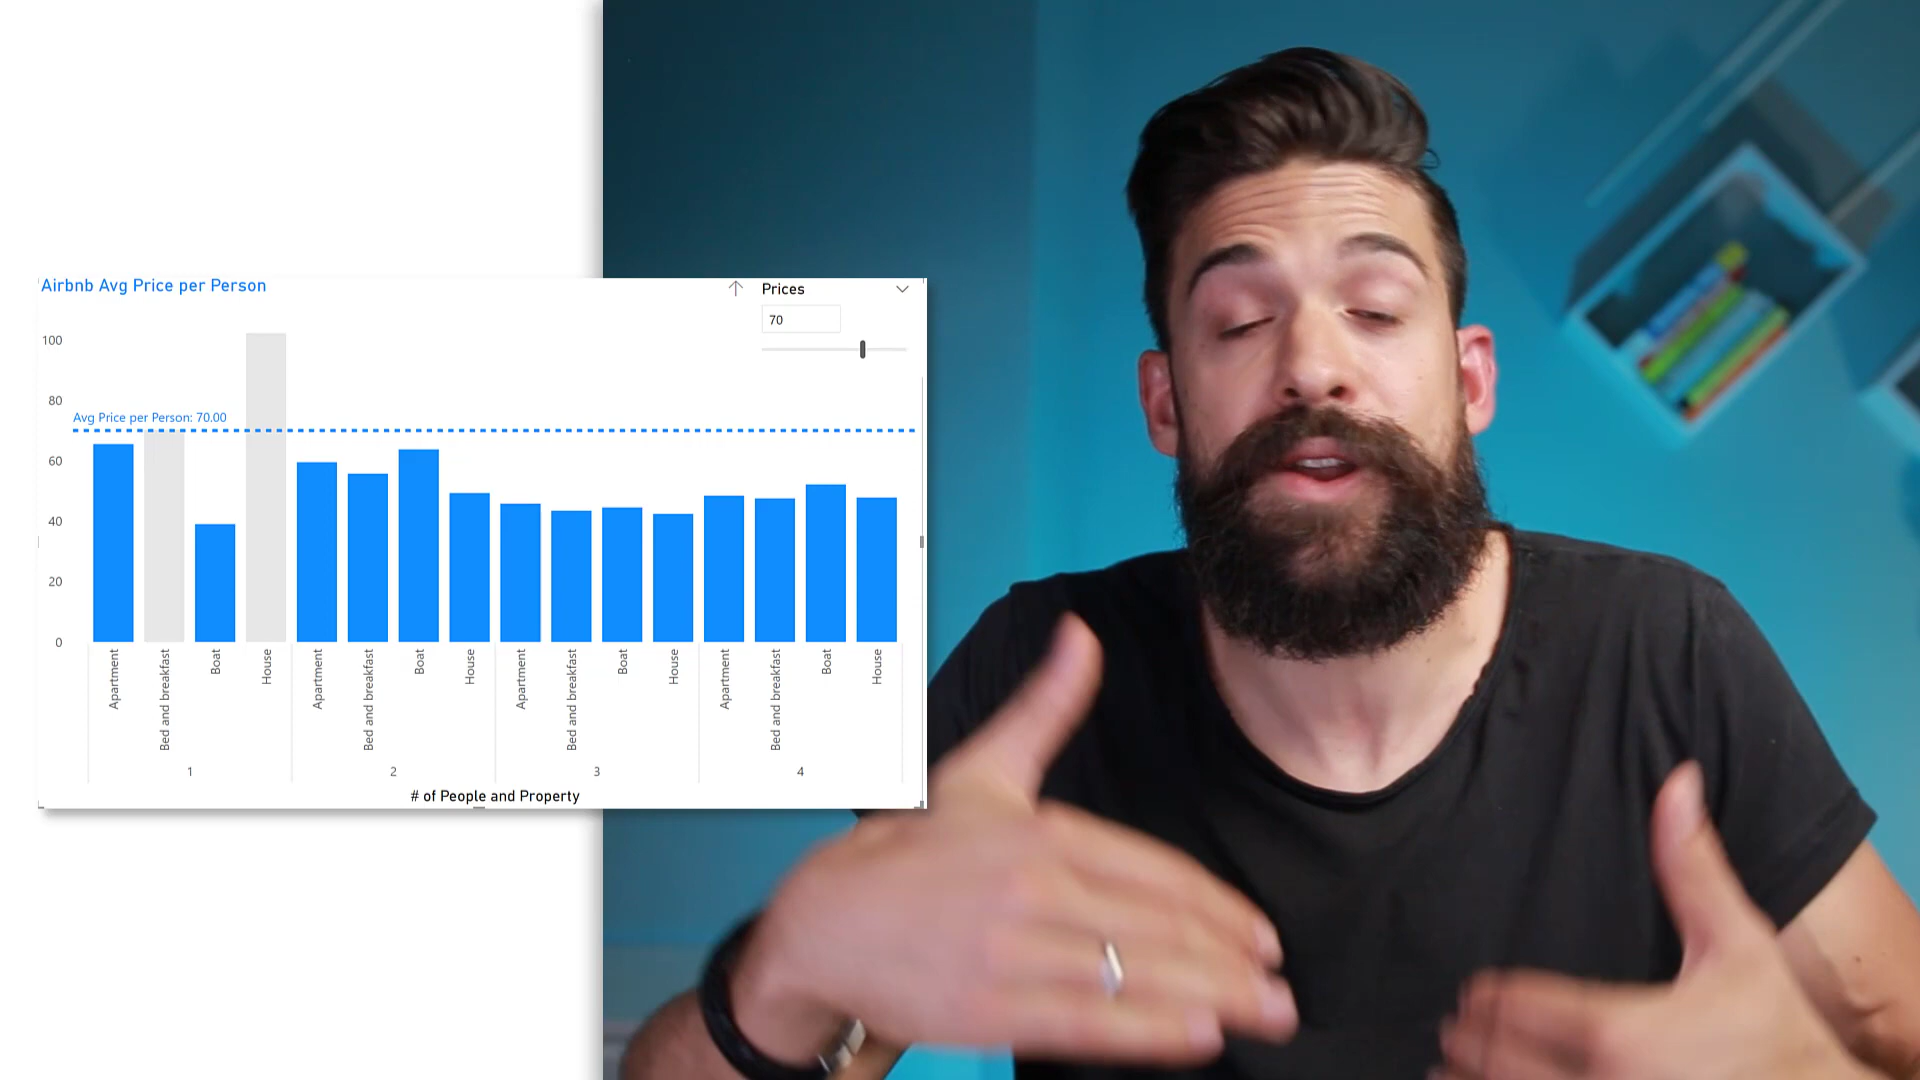 Airbnb Avg Price per Person
Prices
70
100
80
Avg Price per Person: 70.00
60
40
20
0
Apartment
Bed and breakfast
Boat
House
Apartment
Bed and breakfast
Boat
House
Apartment
Bed and breakfast
Boat
House
Apartment
Bed and breakfast
Boat
House
1 2 3 4
# of People and Property